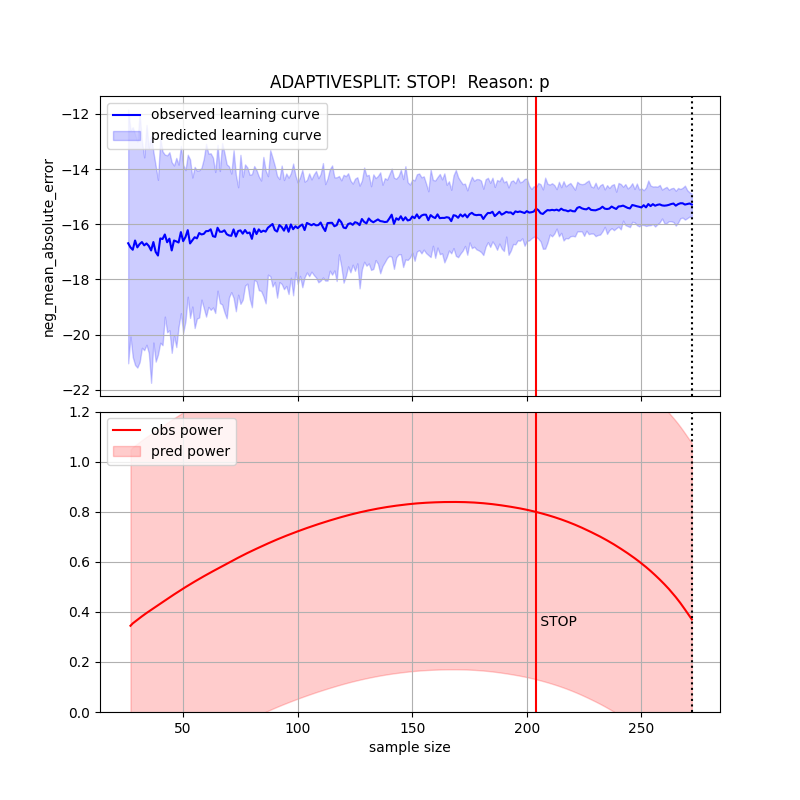 ADAPTIVESPLIT: STOP!  Reason: p
observed learning curve
predicted learning curve
neg_mean_absolute_error
−12
−14
−16
−18
−20
−22
obs power
pred power
1.2
1.0
0.8
0.6
0.4
0.2
0.0
STOP
50 100 150 200 250
sample size